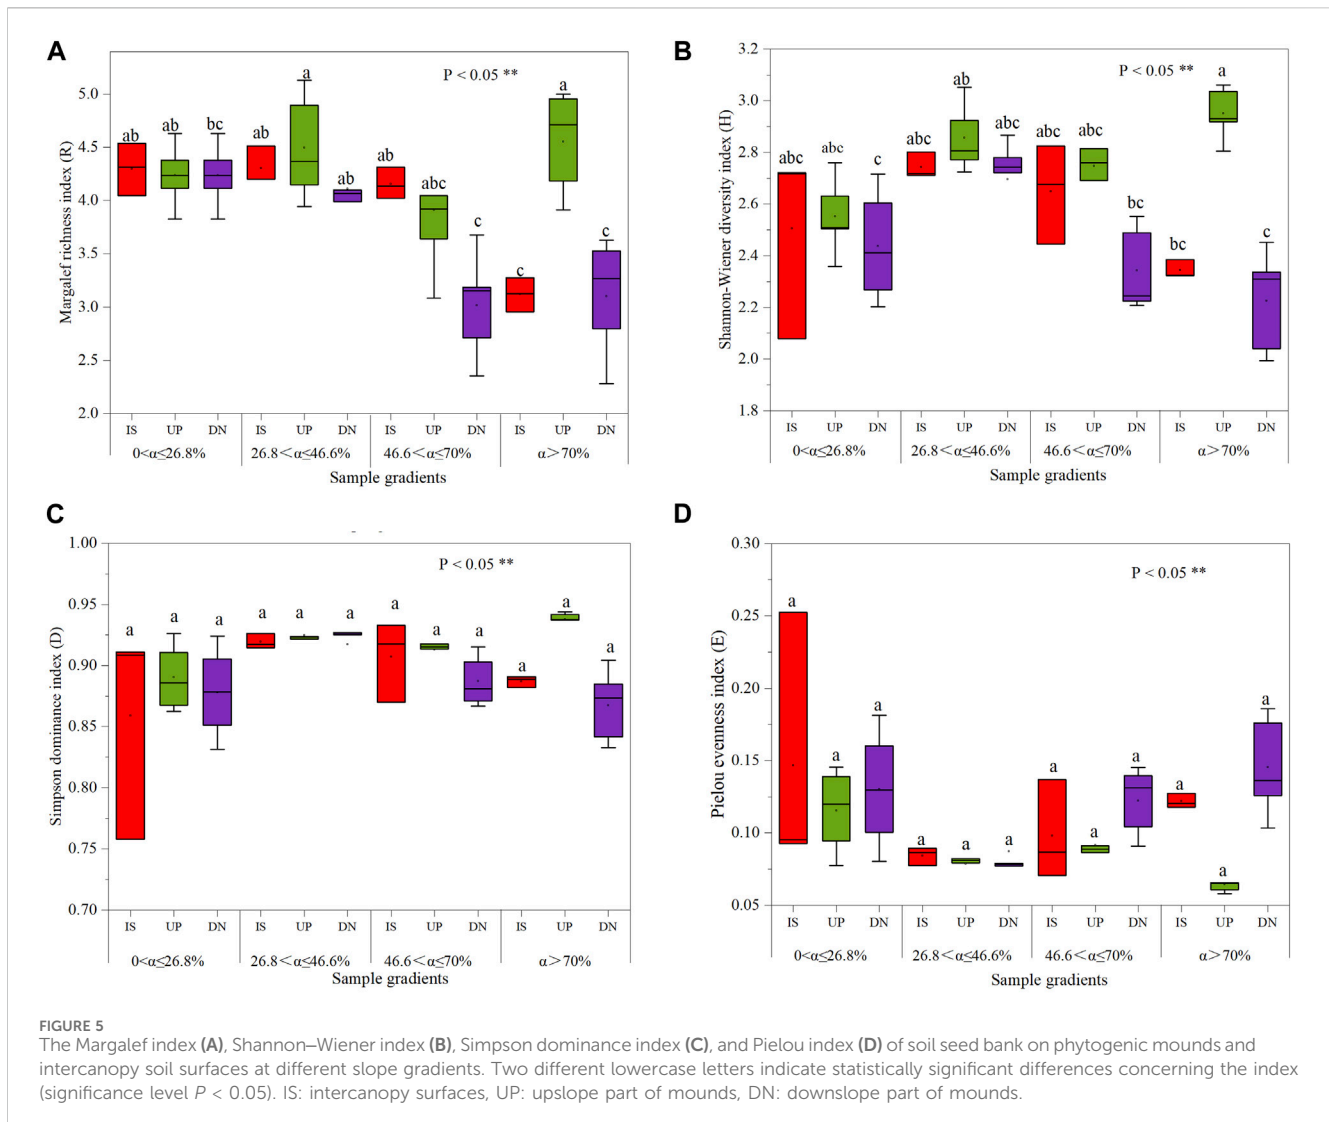 A
P < 0.05 **
Margalef richness index (R)
5.0
4.5
4.0
3.5
3.0
2.5
2.0
ab
ab
bc
ab
a
ab
ab
abc
c
c
a
c
IS
UP
DN
IS
UP
DN
IS
UP
DN
IS
UP
DN
0<α≤26.8%
26.8<α≤46.6%
46.6<α≤70%
α>70%
Sample gradients
B
P < 0.05 **
Shannon-Wiener diversity index (H)
3.2
3.0
2.8
2.6
2.4
2.2
2.0
1.8
abc
abc
c
abc
ab
abc
abc
abc
bc
bc
a
c
IS
UP
DN
IS
UP
DN
IS
UP
DN
IS
UP
DN
0<α≤26.8%
26.8<α≤46.6%
46.6<α≤70%
α>70%
Sample gradients
C
P < 0.05 **
Simpson dominance index (D)
1.00
0.95
0.90
0.85
0.80
0.75
0.70
a
a
a
a
a
a
a
a
a
a
a
a
IS
UP
DN
IS
UP
DN
IS
UP
DN
IS
UP
DN
0<α≤26.8%
26.8<α≤46.6%
46.6<α≤70%
α>70%
Sample gradients
D
P < 0.05 **
Pielou evenness index (E)
0.30
0.25
0.20
0.15
0.10
0.05
a
a
a
a
a
a
a
a
a
a
a
a
IS
UP
DN
IS
UP
DN
IS
UP
DN
IS
UP
DN
0<α≤26.8%
26.8<α≤46.6%
46.6<α≤70%
α>70%
Sample gradients
FIGURE 5
The Margalef index (A), Shannon–Wiener index (B), Simpson dominance index (C), and Pielou index (D) of soil seed bank on phytogenic mounds and
intercanopy soil surfaces at different slope gradients. Two different lowercase letters indicate statistically significant differences concerning the index
(significance level P < 0.05). IS: intercanopy surfaces, UP: upslope part of mounds, DN: downslope part of mounds.